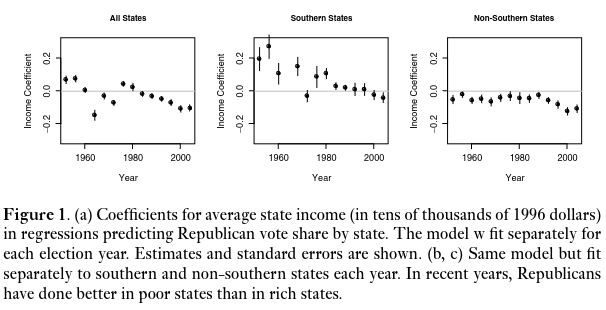 All States
Southern States
Non-Southern States
Income Coefficient
0.2
0.0
−0.2
1960
1980
2000
Year
Income Coefficient
0.2
0.0
−0.2
1960
1980
2000
Year
Income Coefficient
0.2
0.0
−0.2
1960
1980
2000
Year
Figure 1. (a) Coefficients for average state income (in tens of thousands of 1996 dollars)
in regressions predicting Republican vote share by state. The model w fit separately for
each election year. Estimates and standard errors are shown. (b, c) Same model but fit
separately to southern and non-southern states each year. In recent years, Republicans
have done better in poor states than in rich states.